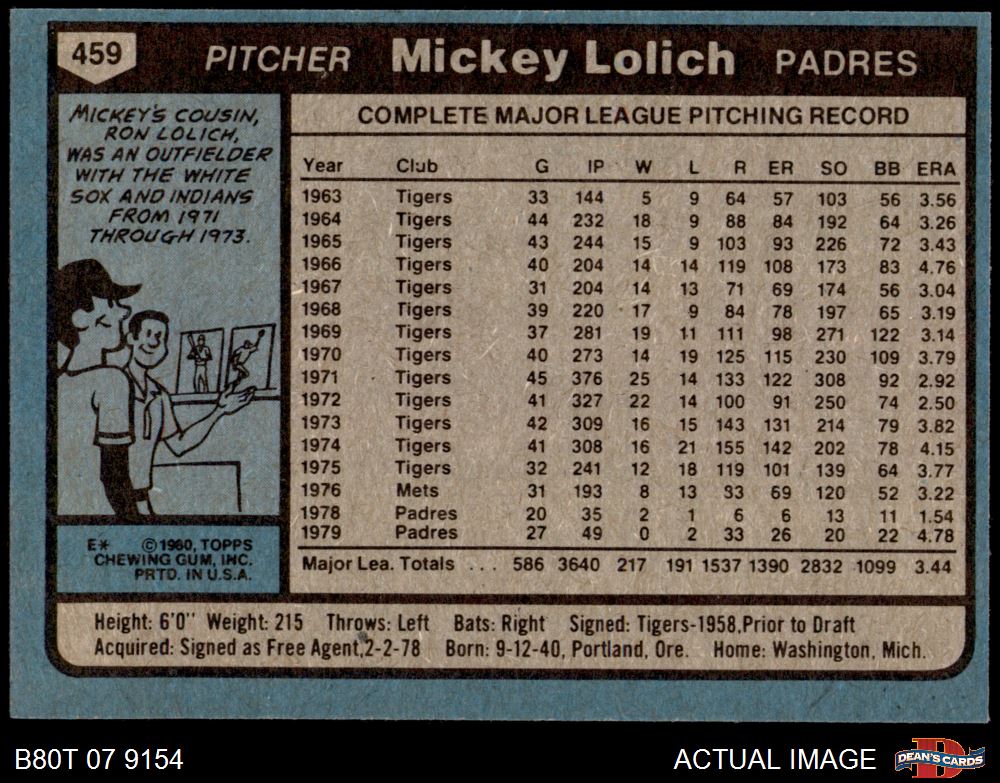 459 PITCHER Mickey Lolich PADRES
MICKEY'S COUSIN,
RON LOLICH,
WAS AN OUTFIELDER
WITH THE WHITE
SOX AND INDIANS
FROM 1971
THROUGH 1973.
E* ©1980, TOPPS
CHEWING GUM, INC.
PRTD. IN U.S.A.
COMPLETE MAJOR LEAGUE PITCHING RECORD
Year Club G IP W L R ER SO BB ERA
1963 Tigers 33 144 5 9 64 57 103 56 3.56
1964 Tigers 44 232 18 9 88 84 192 64 3.26
1965 Tigers 43 244 15 9 103 93 226 72 3.43
1966 Tigers 40 204 14 14 119 108 173 83 4.76
1967 Tigers 31 204 14 13 71 69 174 56 3.04
1968 Tigers 39 220 17 9 84 78 197 65 3.19
1969 Tigers 37 281 19 11 111 98 271 122 3.14
1970 Tigers 40 273 14 19 125 115 230 109 3.79
1971 Tigers 45 376 25 14 133 122 308 92 2.92
1972 Tigers 41 327 22 14 100 91 250 74 2.50
1973 Tigers 42 309 16 15 143 131 214 79 3.82
1974 Tigers 41 308 16 21 155 142 202 78 4.15
1975 Tigers 32 241 12 18 119 101 139 64 3.77
1976 Mets 31 193 8 13 83 69 120 52 3.22
1978 Padres 20 35 2 1 6 6 13 11 1.54
1979 Padres 27 49 0 2 33 26 20 22 4.78
Major Lea. Totals ... 586 3640 217 191 1537 1390 2832 1099 3.44
Height: 6'0" Weight: 215 Throws: Left Bats: Right Signed: Tigers-1958,Prior to Draft
Acquired: Signed as Free Agent,2-2-78 Born: 9-12-40, Portland, Ore. Home: Washington, Mich.
B80T 07 9154 ACTUAL IMAGE D DEAN'S CARDS